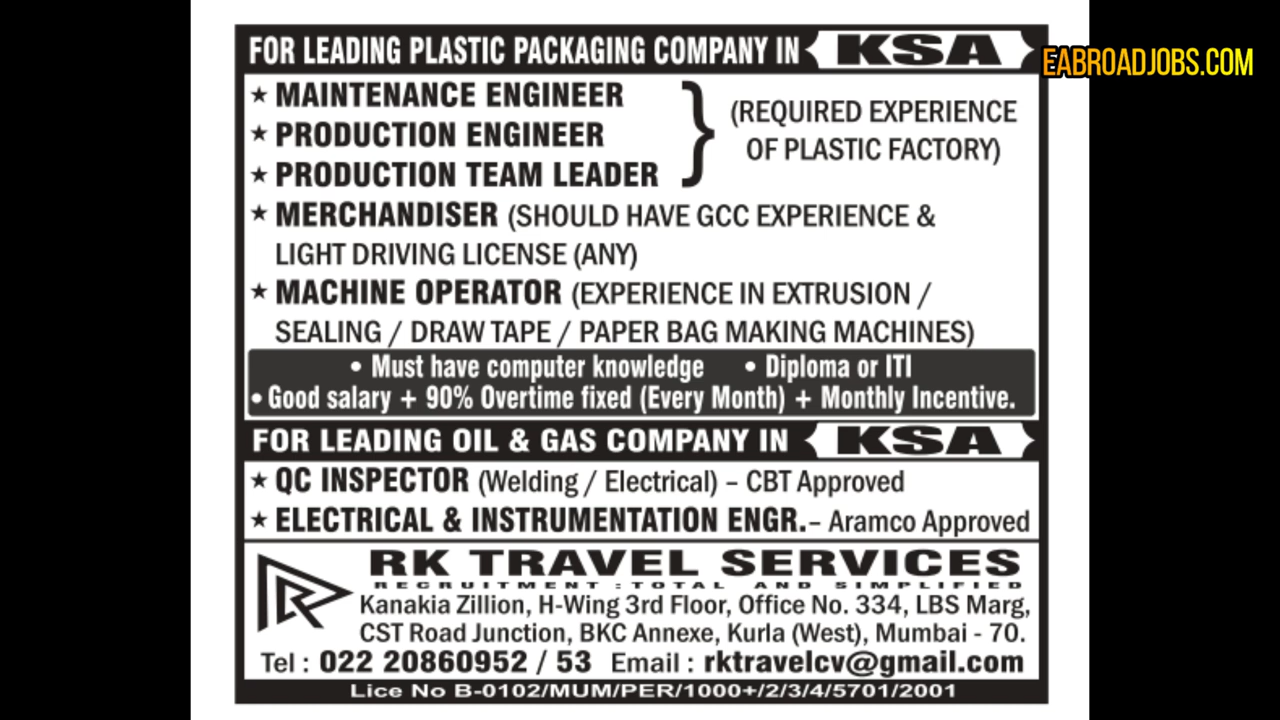 FOR LEADING PLASTIC PACKAGING COMPANY IN KSA
EABROADJOBS.COM
★ MAINTENANCE ENGINEER
★ PRODUCTION ENGINEER
★ PRODUCTION TEAM LEADER
} (REQUIRED EXPERIENCE
OF PLASTIC FACTORY)
★ MERCHANDISER (SHOULD HAVE GCC EXPERIENCE &
LIGHT DRIVING LICENSE (ANY)
★ MACHINE OPERATOR (EXPERIENCE IN EXTRUSION /
SEALING / DRAW TAPE / PAPER BAG MAKING MACHINES)
• Must have computer knowledge • Diploma or ITI
• Good salary + 90% Overtime fixed (Every Month) + Monthly Incentive.
FOR LEADING OIL & GAS COMPANY IN KSA
★ QC INSPECTOR (Welding / Electrical) – CBT Approved
★ ELECTRICAL & INSTRUMENTATION ENGR.– Aramco Approved
RK TRAVEL SERVICES
RECRUITMENT : TOTAL AND SIMPLIFIED
Kanakia Zillion, H-Wing 3rd Floor, Office No. 334, LBS Marg,
CST Road Junction, BKC Annexe, Kurla (West), Mumbai - 70.
Tel : 022 20860952 / 53 Email : rktravelcv@gmail.com
Lice No B-0102/MUM/PER/1000+/2/3/4/5701/2001